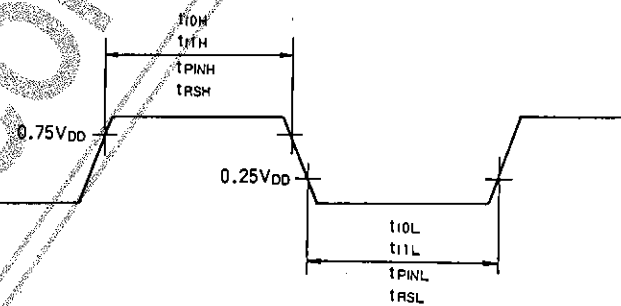 tI0H
tI1H
tPINH
tRSH
0.75VDD
0.25VDD
tI0L
tI1L
tPINL
tRSL